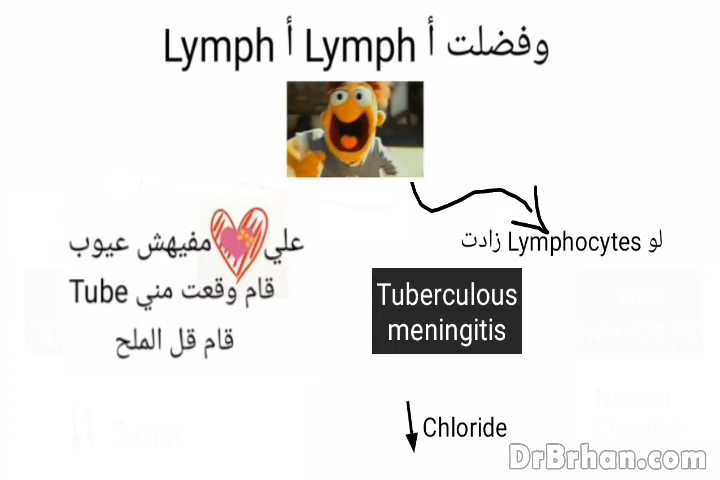 وفضلت أ Lymph أ Lymph
علي مفيهش عيوب
قام وقعت مني Tube
قام قل الملح
لو Lymphocytes زادت
Tuberculous
meningitis
Chloride
DrBrhan.com